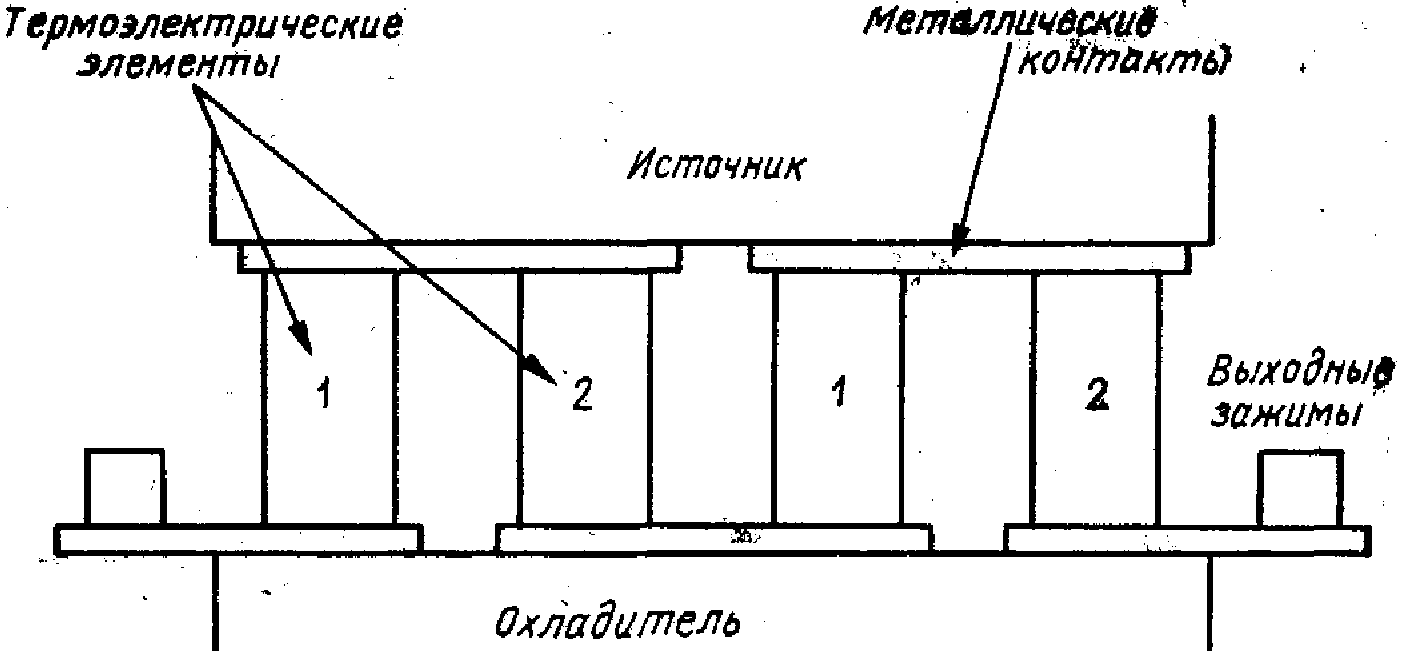 Термоэлектрические
элементы
Металлические
контакты
Источник
1
2
1
2
Выходные
зажимы
Охладитель